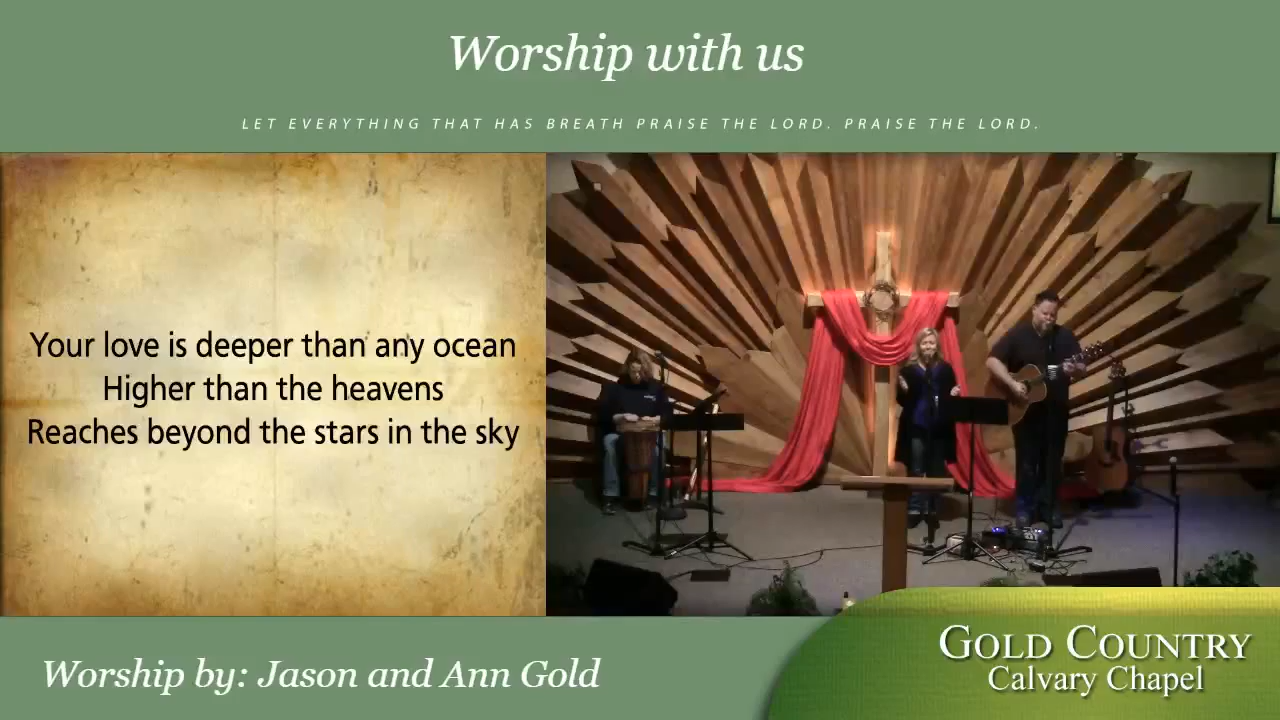 Worship with us
LET EVERYTHING THAT HAS BREATH PRAISE THE LORD. PRAISE THE LORD.
Your love is deeper than any ocean
Higher than the heavens
Reaches beyond the stars in the sky
Worship by: Jason and Ann Gold
GOLD COUNTRY
Calvary Chapel